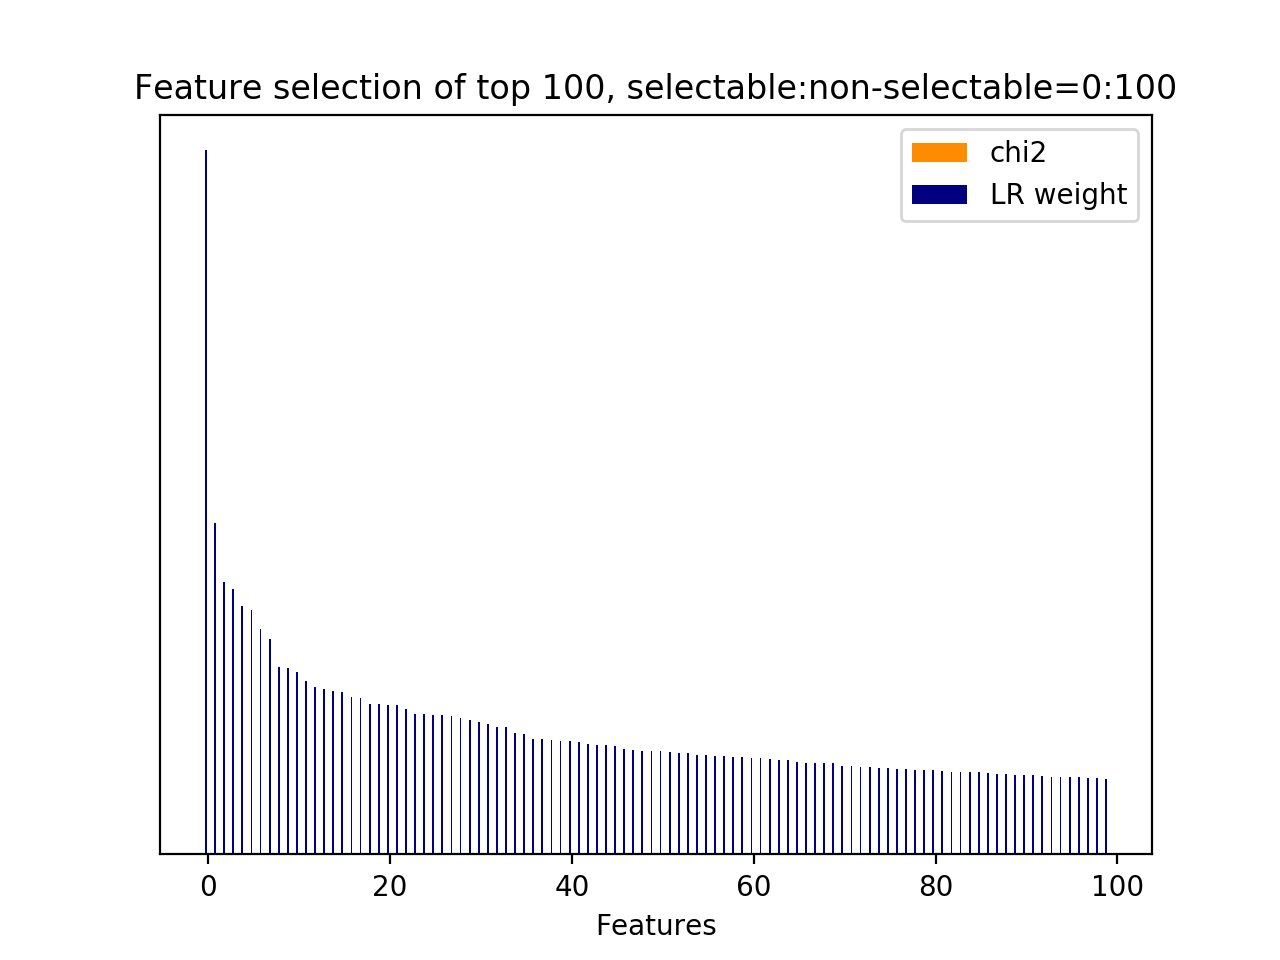 Feature selection of top 100, selectable:non-selectable=0:100
chi2
LR weight
0 20 40 60 80 100
Features